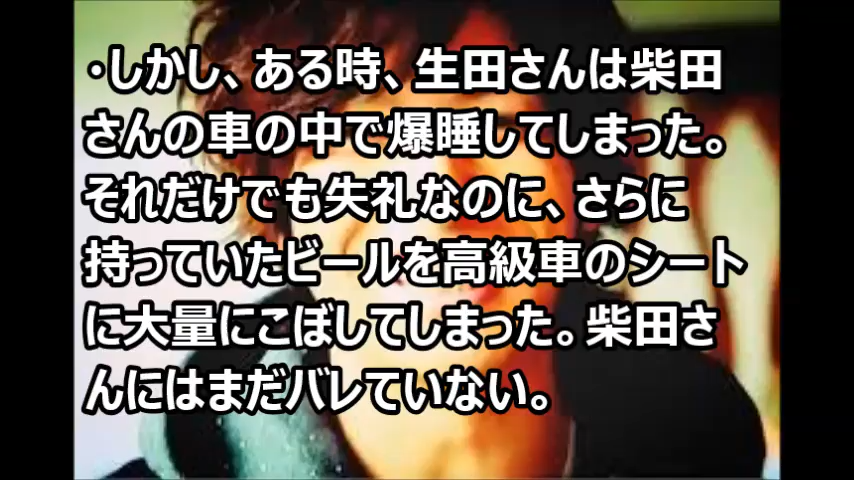 ・しかし、ある時、生田さんは柴田
さんの車の中で爆睡してしまった。
それだけでも失礼なのに、さらに
持っていたビールを高級車のシート
に大量にこぼしてしまった。柴田さ
んにはまだバレていない。